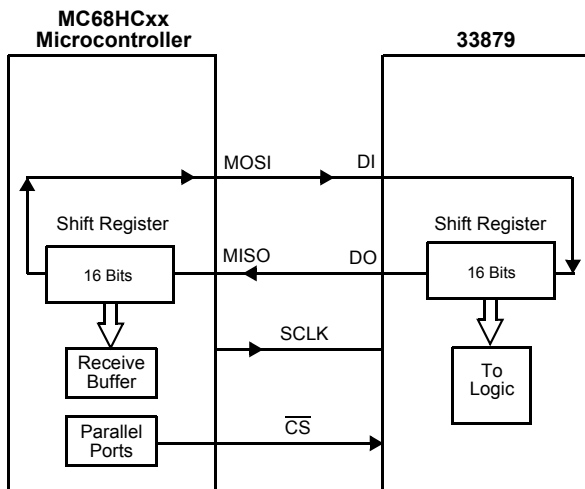 MC68HCxx
Microcontroller
33879
MOSI
DI
Shift Register
Shift Register
16 Bits
MISO
DO
16 Bits
SCLK
Receive
Buffer
To
Logic
Parallel
Ports
CS